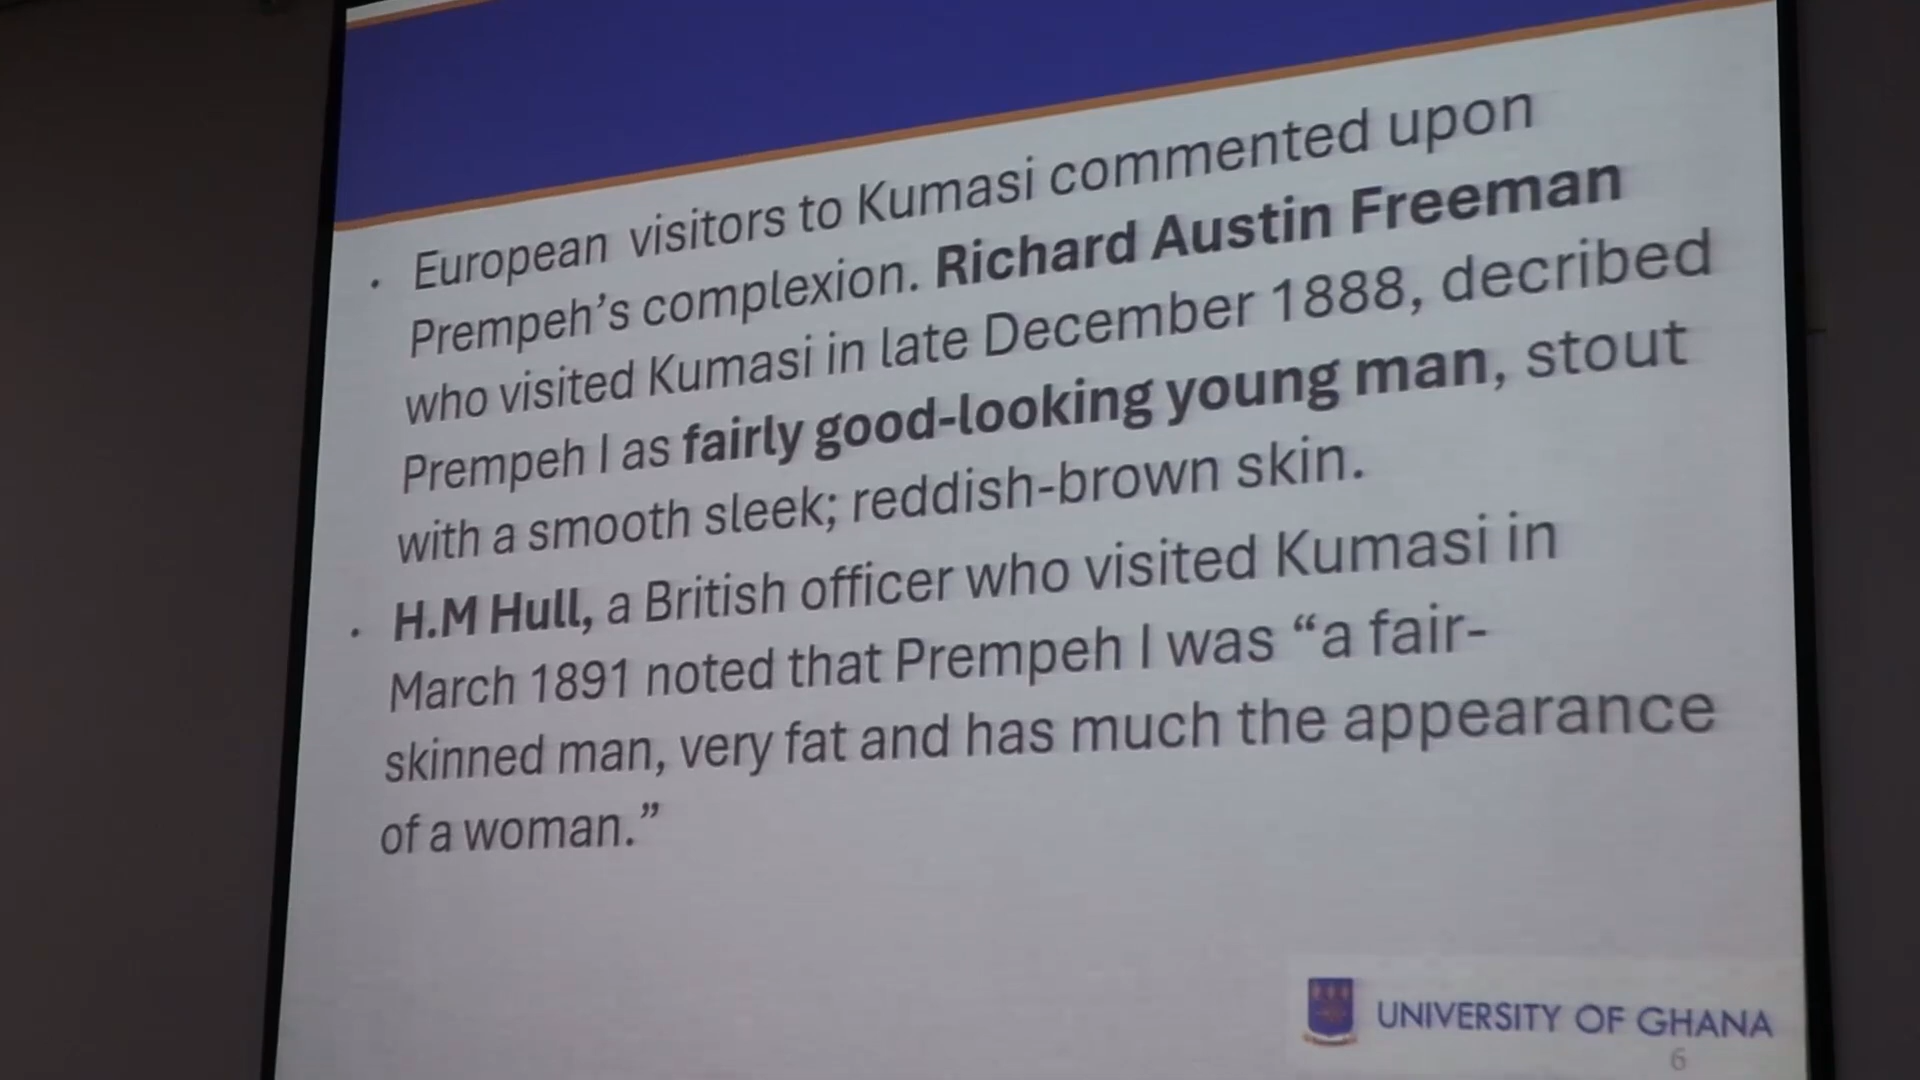 • European visitors to Kumasi commented upon
Prempeh’s complexion. Richard Austin Freeman
who visited Kumasi in late December 1888, decribed
Prempeh I as fairly good-looking young man, stout
with a smooth sleek; reddish-brown skin.
• H.M Hull, a British officer who visited Kumasi in
March 1891 noted that Prempeh I was “a fair-
skinned man, very fat and has much the appearance
of a woman.”
UNIVERSITY OF GHANA
6